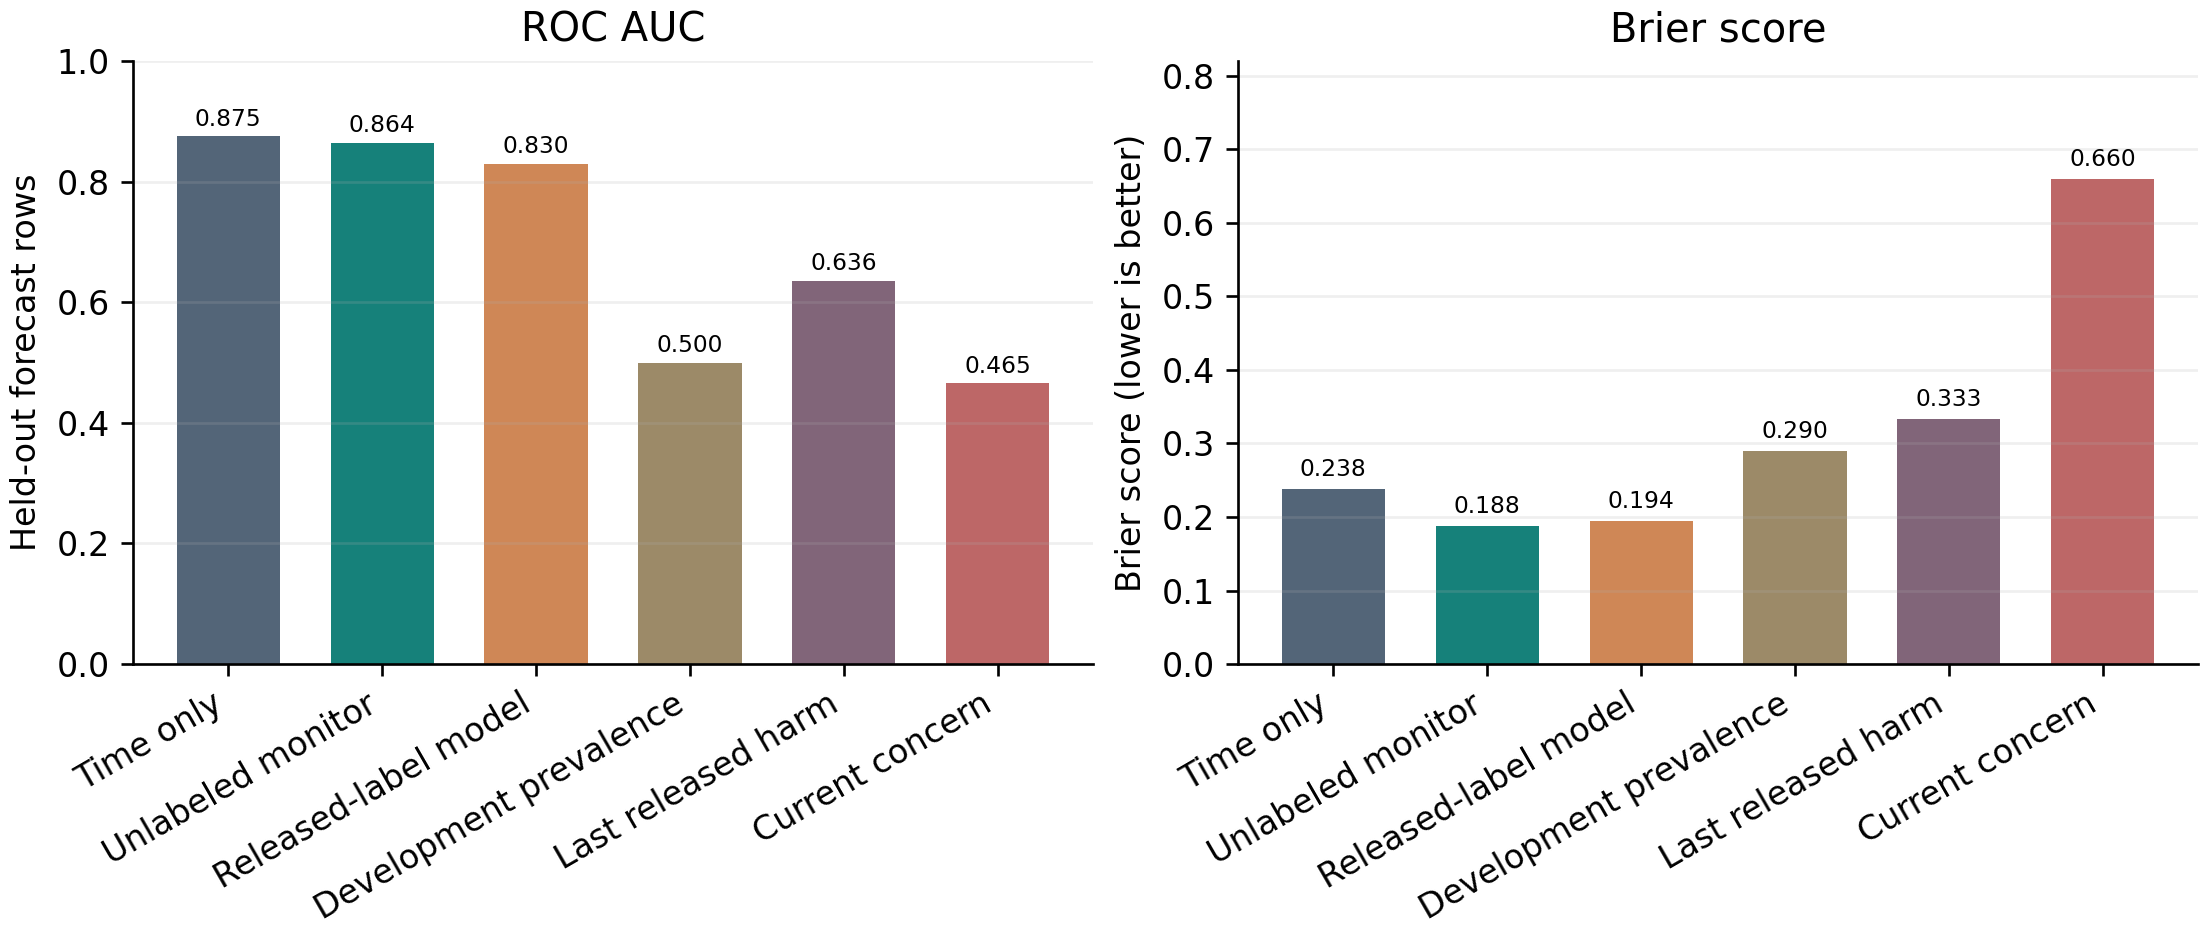 ROC AUC
Held-out forecast rows
1.0
0.8
0.6
0.4
0.2
0.0
0.875
0.864
0.830
0.500
0.636
0.465
Time only
Unlabeled monitor
Released-label model
Development prevalence
Last released harm
Current concern
Brier score
Brier score (lower is better)
0.8
0.7
0.6
0.5
0.4
0.3
0.2
0.1
0.0
0.238
0.188
0.194
0.290
0.333
0.660
Time only
Unlabeled monitor
Released-label model
Development prevalence
Last released harm
Current concern